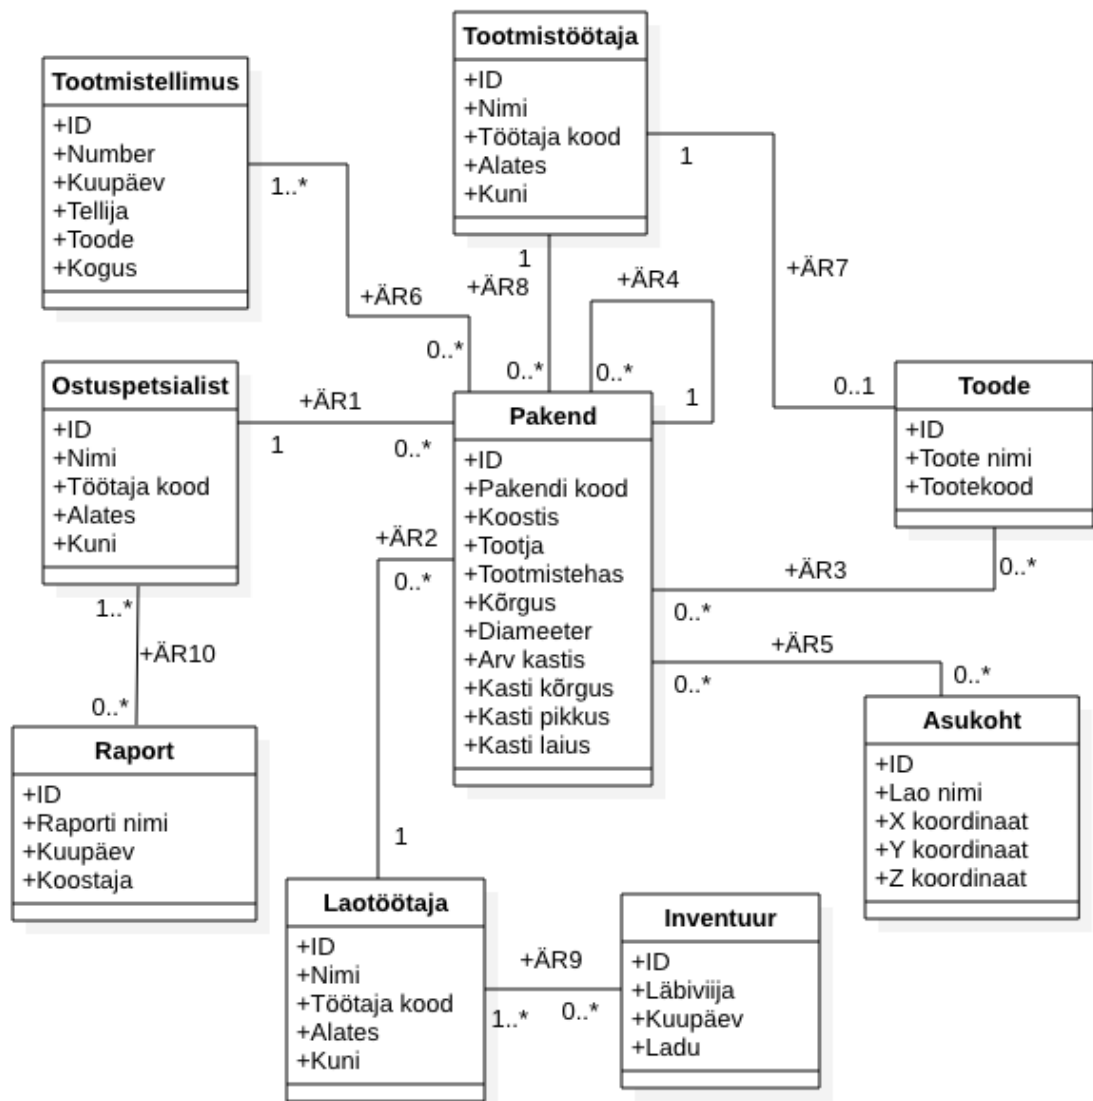 Tootmistellimus
+ID
+Number
+Kuupäev
+Tellija
+Toode
+Kogus
Tootmistöötaja
+ID
+Nimi
+Töötaja kood
+Alates
+Kuni
1..*
+ÄR6
0..*
1
+ÄR8
0..*
+ÄR4
0..*
1
1
+ÄR7
0..1
Ostuspetsialist
+ID
+Nimi
+Töötaja kood
+Alates
+Kuni
+ÄR1
1
0..*
Pakend
+ID
+Pakendi kood
+Koostis
+Tootja
+Tootmistehas
+Kõrgus
+Diameeter
+Arv kastis
+Kasti kõrgus
+Kasti pikkus
+Kasti laius
Toode
+ID
+Toote nimi
+Tootekood
+ÄR2
0..*
1
+ÄR3
0..*
0..*
+ÄR5
0..*
0..*
1..*
+ÄR10
0..*
Raport
+ID
+Raporti nimi
+Kuupäev
+Koostaja
Asukoht
+ID
+Lao nimi
+X koordinaat
+Y koordinaat
+Z koordinaat
Laotöötaja
+ID
+Nimi
+Töötaja kood
+Alates
+Kuni
+ÄR9
1..*
0..*
Inventuur
+ID
+Läbiviija
+Kuupäev
+Ladu